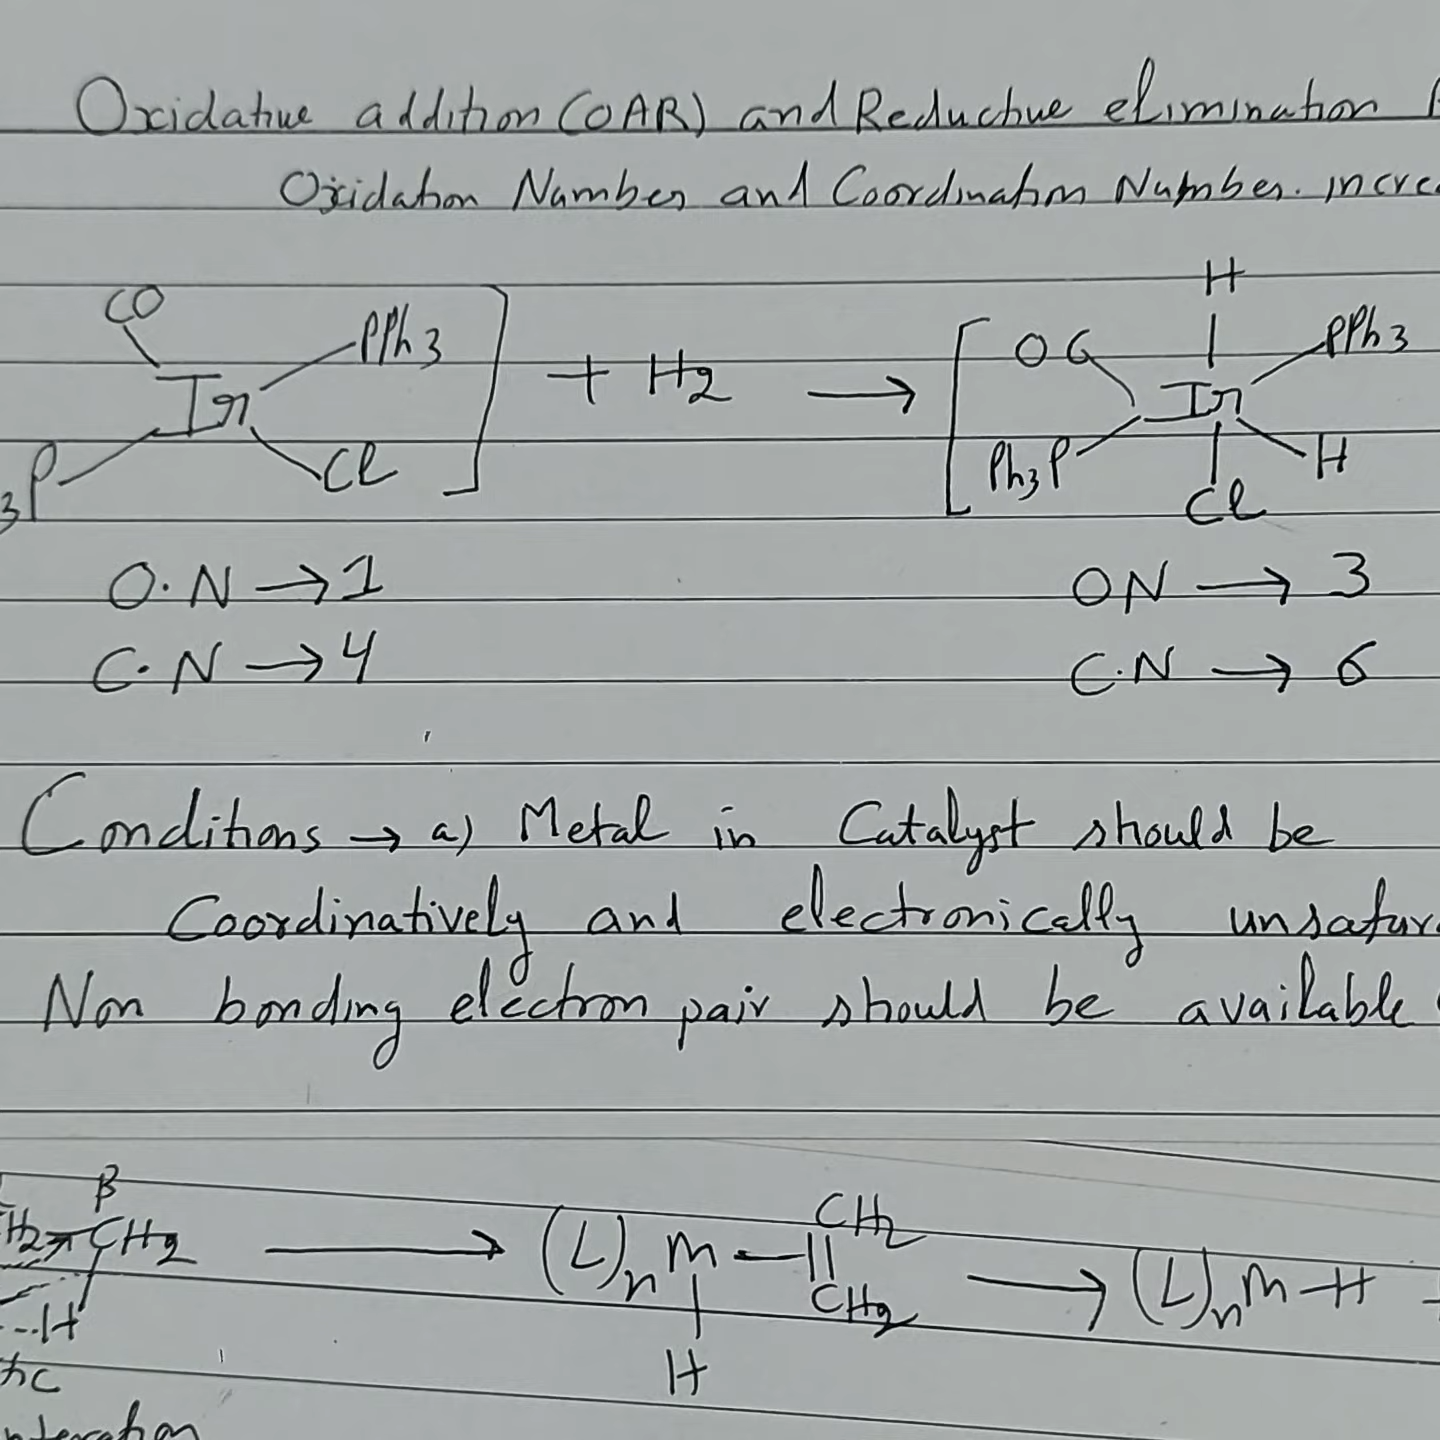 Oxidative addition (OAR) and Reductive elimination
Oxidation Number and Coordination Number.
H
CO PPh3 OC PPh3
Ir + H2 → Ir
3P Cl Ph3P H
Cl
O.N → 1 ON → 3
C.N → 4 C.N → 6
Conditions → a) Metal in Catalyst should be
Coordinatively and electronically
Non bonding electron pair should be available
β
H2 CH2 → (L)nM — CH2 || CH2 → (L)nM-H +
...H
H